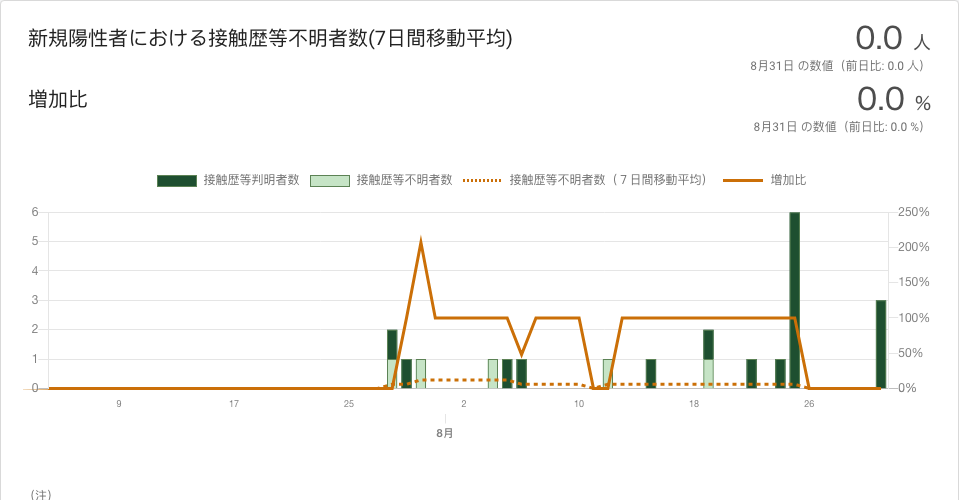 新規陽性者における接触歴等不明者数(7日間移動平均)
0.0 人
8月31日 の数値（前日比: 0.0 人）
増加比
0.0 %
8月31日 の数値（前日比: 0.0 %）
接触歴等判明者数 接触歴等不明者数 接触歴等不明者数（７日間移動平均） 増加比
6 250%
5 200%
4 150%
3 100%
2 50%
1 0%
0
9 17 25 2 10 18 26
8月
（注）